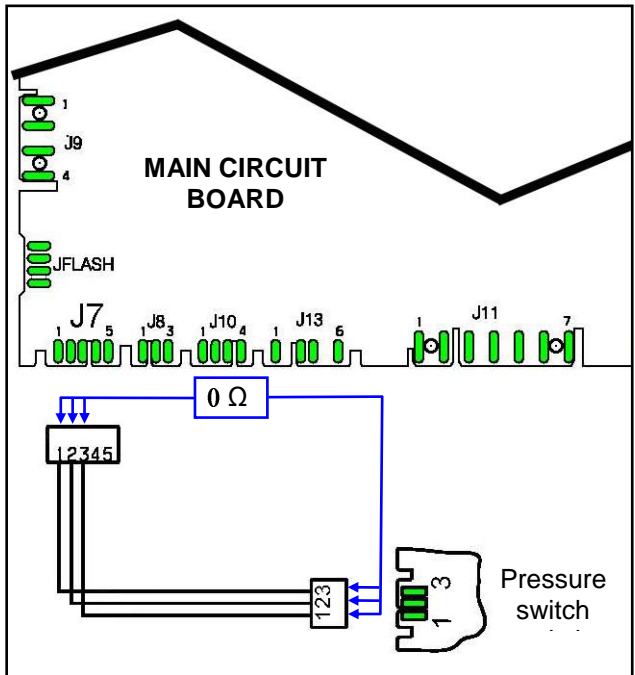 1
J9
4
MAIN CIRCUIT
BOARD
JFLASH
J7
1 5
J8
1 3
J10
1 4
J13
1 6
J11
1 7
0 Ω
12345
123
3
1
Pressure
switch